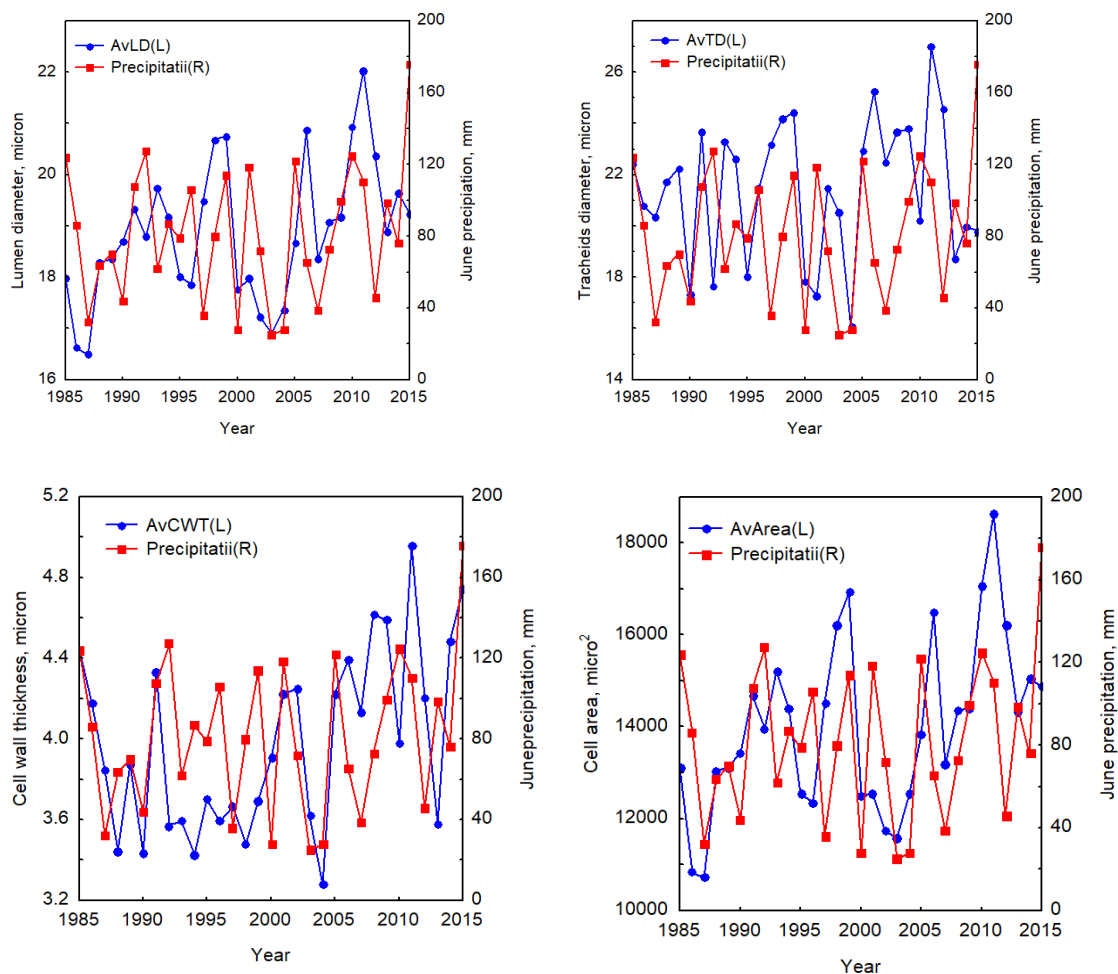 AvLD(L)
Precipitatii(R)
Lumen diameter, micron
22
20
18
16
200
160
120
80
40
0
June precipitation, mm
1985 1990 1995 2000 2005 2010 2015
Year
AvTD(L)
Precipitatii(R)
Tracheids diameter, micron
26
22
18
14
200
160
120
80
40
0
June precipitation, mm
1985 1990 1995 2000 2005 2010 2015
Year
AvCWT(L)
Precipitatii(R)
Cell wall thickness, micron
5.2
4.8
4.4
4.0
3.6
3.2
200
160
120
80
40
0
Juneprecipitation, mm
1985 1990 1995 2000 2005 2010 2015
Year
AvArea(L)
Precipitatii(R)
Cell area, micro²
18000
16000
14000
12000
10000
200
160
120
80
40
0
June precipitation, mm
1985 1990 1995 2000 2005 2010 2015
Year